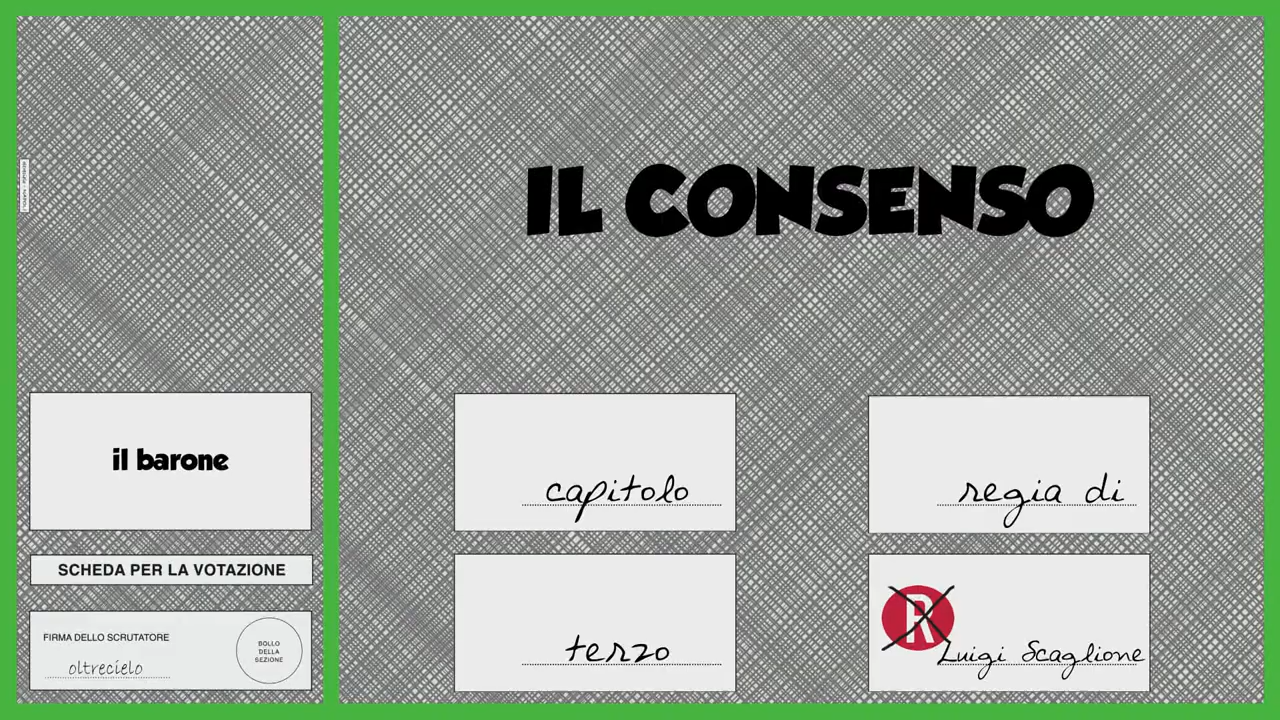 IL CONSENSO
il barone
capitolo
regia di
SCHEDA PER LA VOTAZIONE
terzo
R
Luigi Scaglione
FIRMA DELLO SCRUTATORE
oltrecielo
BOLLO
DELLA
SEZIONE